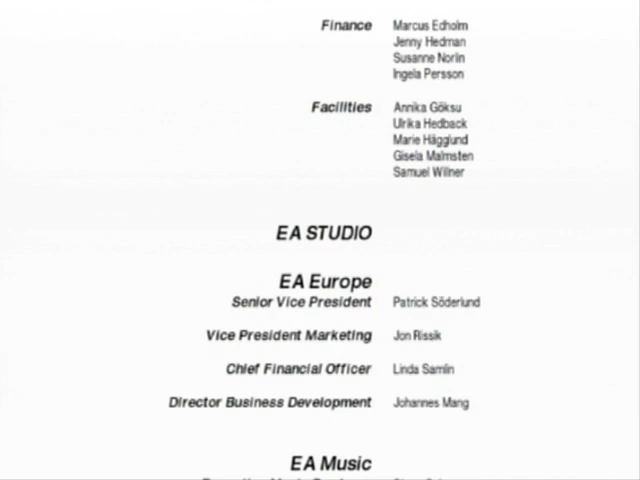 Finance Marcus Edholm
Jenny Hedman
Susanne Norlin
Ingela Persson
Facilities Annika Göksu
Ulrika Hedback
Marie Hägglund
Gisela Malmsten
Samuel Wilner
EA STUDIO
EA Europe
Senior Vice President Patrick Söderlund
Vice President Marketing Jon Rissik
Chief Financial Officer Linda Samlin
Director Business Development Johannes Mang
EA Music